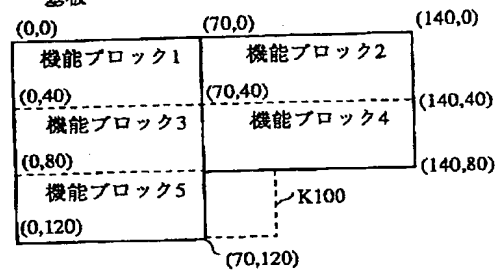 基板
(0,0) (70,0) (140,0)
機能ブロック1 機能ブロック2
(0,40) (70,40) (140,40)
機能ブロック3 機能ブロック4
(0,80) (140,80)
機能ブロック5 K100
(0,120)
(70,120)